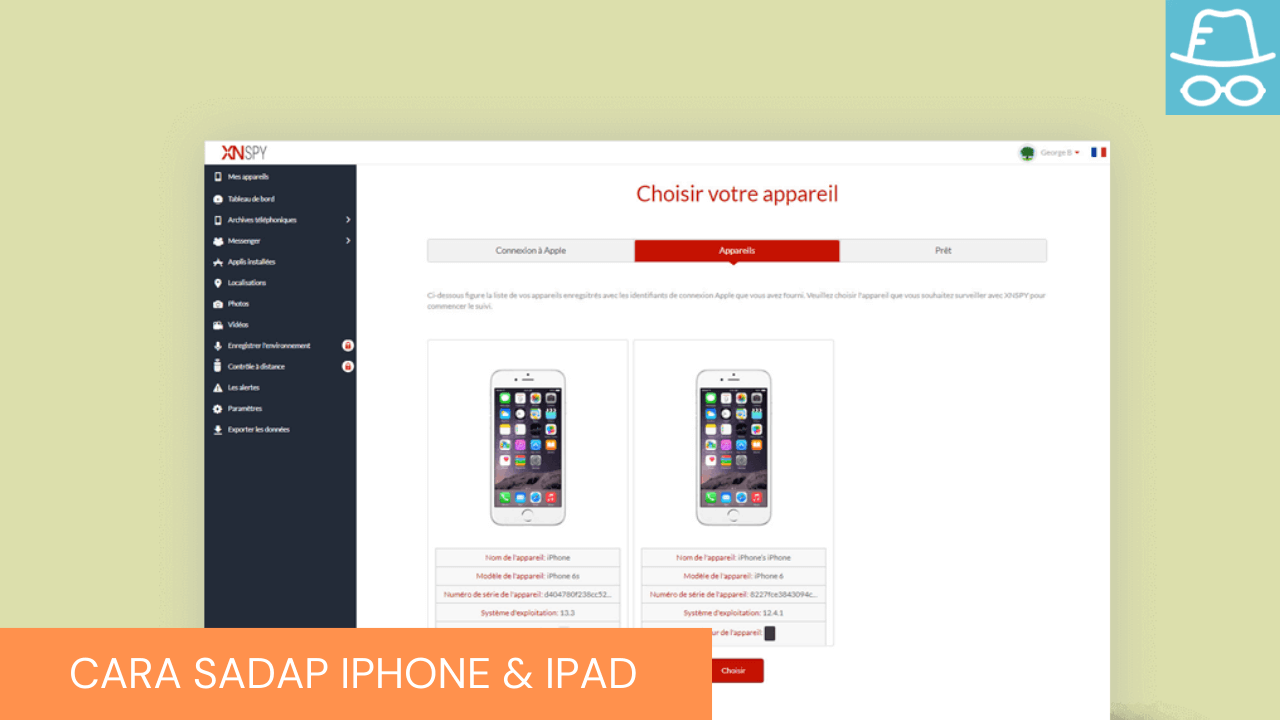 XNSPY
George B
Mes appareils
Tableau de bord
Archives téléphoniques
Messenger
Applis installées
Localisations
Photos
Vidéos
Enregistrer l'environnement
Contrôle à distance
Les alertes
Paramètres
Exporter les données
Choisir votre appareil
Connexion à Apple
Appareils
Prêt
Ci-dessous figure la liste de vos appareils enregsitrés avec les identifiants de connexion Apple que vous avez fourni. Veuillez choisir l'appareil que vous souhaitez surveiller avec XNSPY pour
commencer le suivi.
Nom de l'appareil: iPhone
Modèle de l'appareil: iPhone 6s
Numéro de série de l'appareil: d404780f238cc52...
Système d'exploitation: 13.3
Nom de l'appareil: iPhone's iPhone
Modèle de l'appareil: iPhone 6
Numéro de série de l'appareil: 8227fce3843094c...
Système d'exploitation: 12.4.1
ur de l'appareil:
Choisir
CARA SADAP IPHONE & IPAD